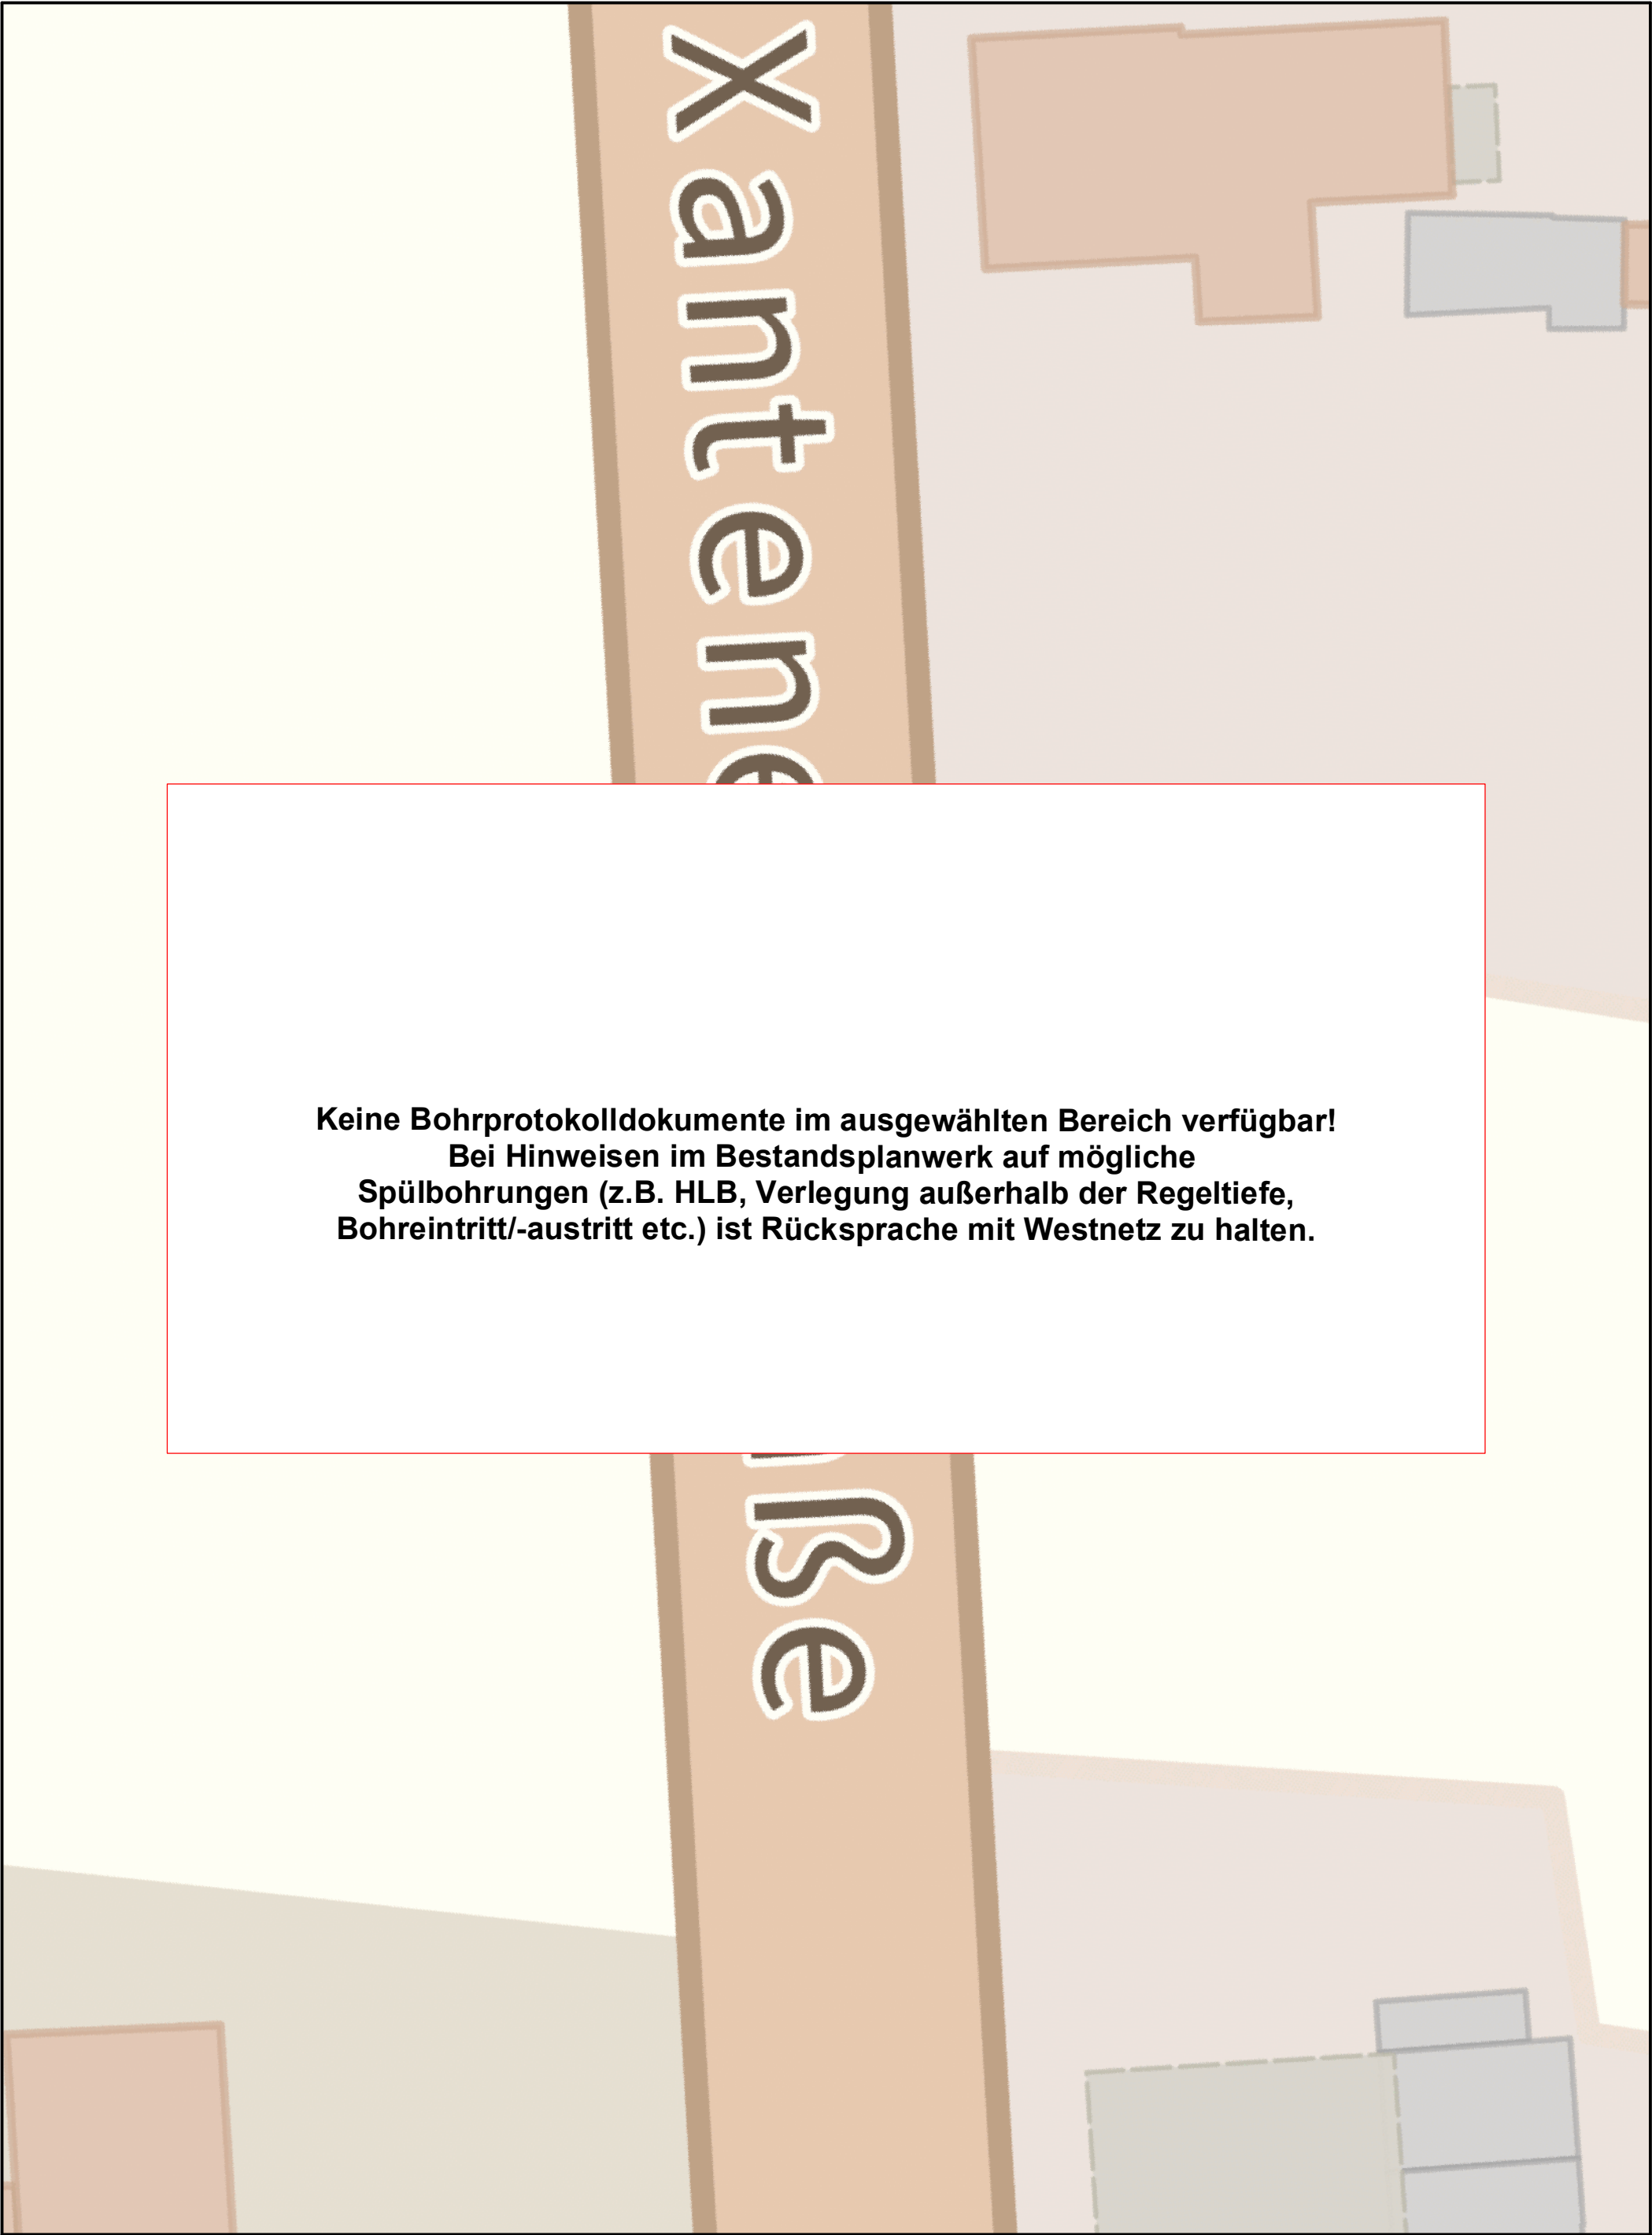 Xantene
Keine Bohrprotokolldokumente im ausgewählten Bereich verfügbar!
Bei Hinweisen im Bestandsplanwerk auf mögliche
Spülbohrungen (z.B. HLB, Verlegung außerhalb der Regeltiefe,
Bohreintritt/-austritt etc.) ist Rücksprache mit Westnetz zu halten.
ße